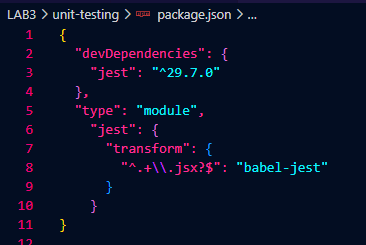 LAB3 > unit-testing > package.json > ...
1 {
2   "devDependencies": {
3     "jest": "^29.7.0"
4   },
5   "type": "module",
6     "jest": {
7       "transform": {
8         "^.+\\.jsx?$": "babel-jest"
9       }
10     }
11 }
12